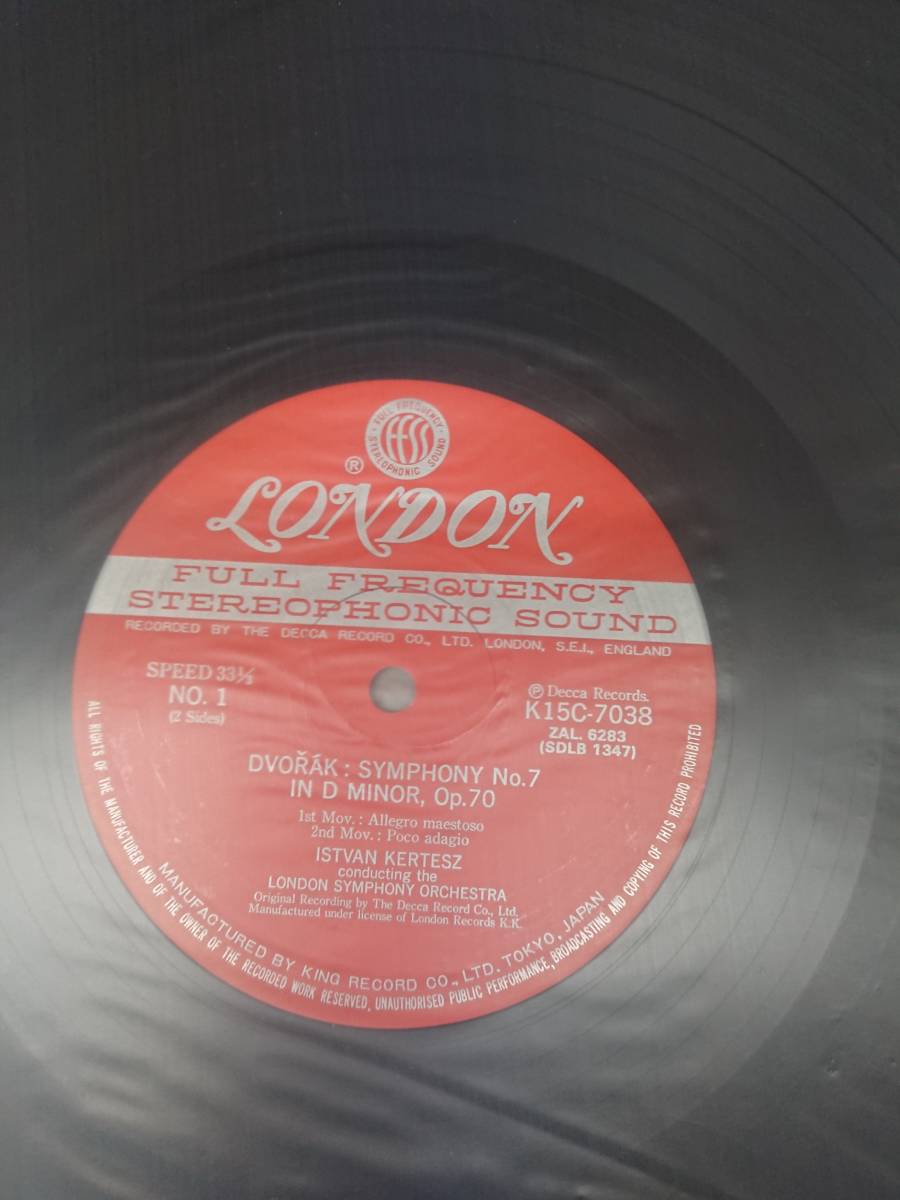 FULL FREQUENCY
ffss
STEREOPHONIC SOUND
®
LONDON
FULL FREQUENCY
STEREOPHONIC SOUND
RECORDED BY THE DECCA RECORD CO., LTD. LONDON, S.E.I., ENGLAND
SPEED 33⅓
NO. 1
(2 Sides)
℗ Decca Records.
K15C-7038
ZAL. 6283
(SDLB 1347)
DVOŘÁK : SYMPHONY No.7
IN D MINOR, Op.70
1st Mov. : Allegro maestoso
2nd Mov. : Poco adagio
ISTVAN KERTESZ
conducting the
LONDON SYMPHONY ORCHESTRA
Original Recording by The Decca Record Co., Ltd.
Manufactured under license of London Records K.K.
MANUFACTURED BY KING RECORD CO., LTD. TOKYO, JAPAN
ALL RIGHTS OF THE MANUFACTURER AND OF THE OWNER OF THE RECORDED WORK RESERVED, UNAUTHORISED PUBLIC PERFORMANCE, BROADCASTING AND COPYING OF THIS RECORD PROHIBITED